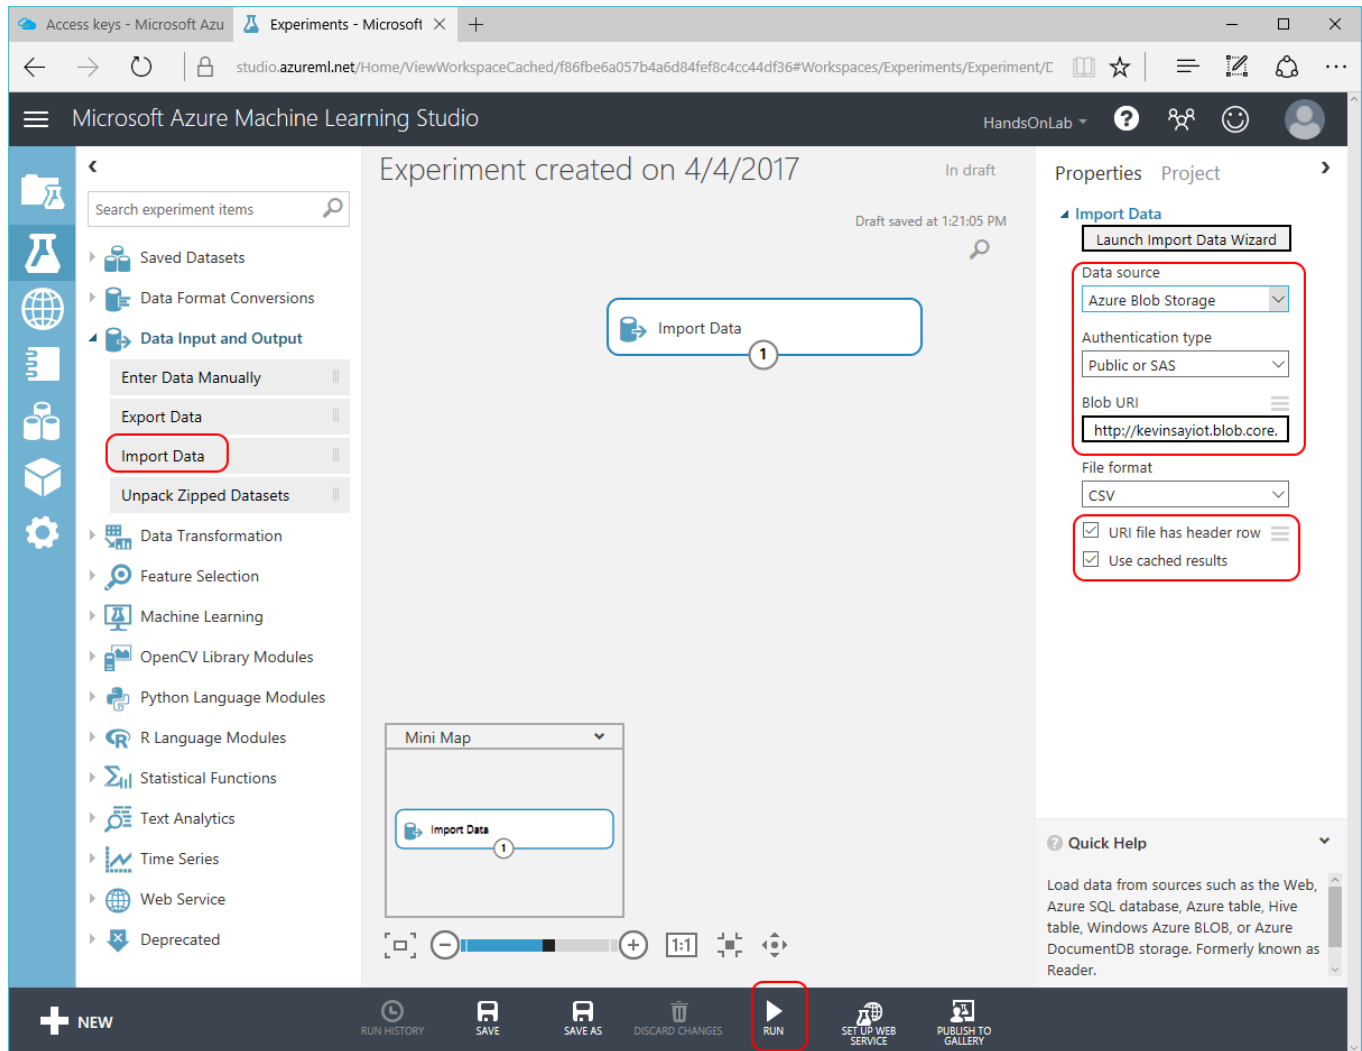 Access keys - Microsoft Azu
Experiments - Microsoft
studio.azureml.net/Home/ViewWorkspaceCached/f86fbe6a057b4a6d84fef8c4cc44df36#Workspaces/Experiments/Experiment/
Microsoft Azure Machine Learning Studio
HandsOnLab
Search experiment items
Saved Datasets
Data Format Conversions
Data Input and Output
Enter Data Manually
Export Data
Import Data
Unpack Zipped Datasets
Data Transformation
Feature Selection
Machine Learning
OpenCV Library Modules
Python Language Modules
R Language Modules
Statistical Functions
Text Analytics
Time Series
Web Service
Deprecated
Experiment created on 4/4/2017
In draft
Draft saved at 1:21:05 PM
Import Data
1
Mini Map
Import Data
1
1:1
Properties Project
Import Data
Launch Import Data Wizard
Data source
Azure Blob Storage
Authentication type
Public or SAS
Blob URI
http://kevinsayiot.blob.core.
File format
CSV
URI file has header row
Use cached results
Quick Help
Load data from sources such as the Web,
Azure SQL database, Azure table, Hive
table, Windows Azure BLOB, or Azure
DocumentDB storage. Formerly known as
Reader.
NEW
RUN HISTORY
SAVE
SAVE AS
DISCARD CHANGES
RUN
SET UP WEB
SERVICE
PUBLISH TO
GALLERY